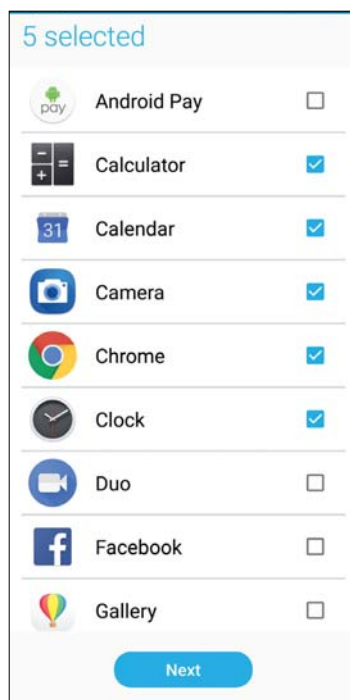 5 selected
pay
Android Pay
Calculator
31
Calendar
Camera
Chrome
Clock
Duo
Facebook
Gallery
Next